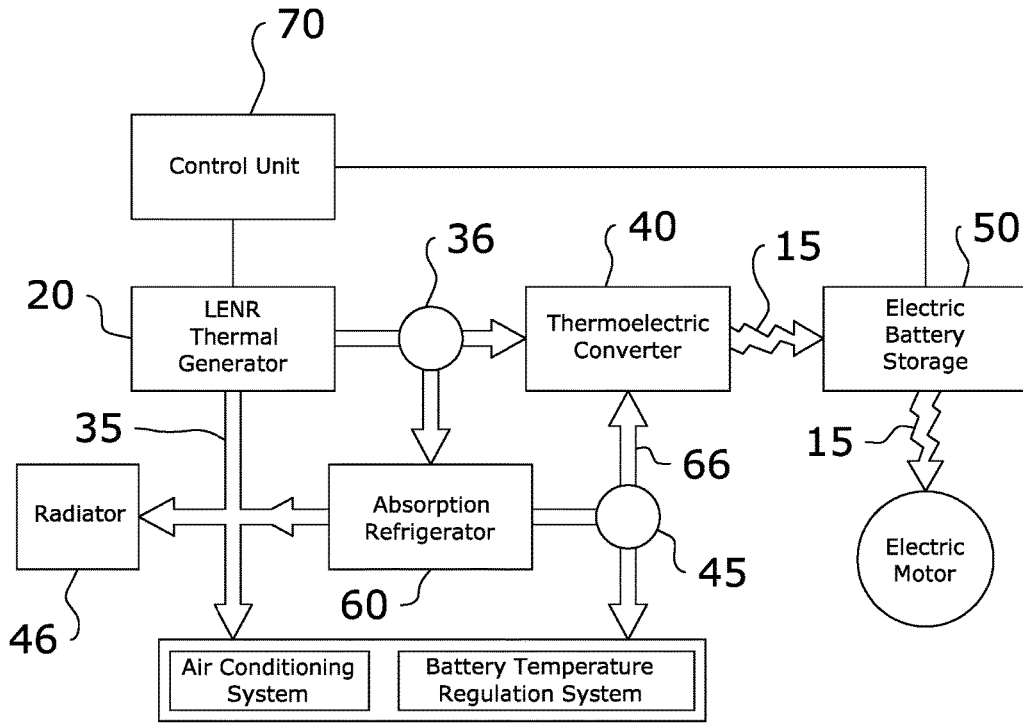 70
Control Unit
36
40
15
50
20
LENR
Thermal
Generator
Thermoelectric
Converter
Electric
Battery
Storage
35
66
15
Radiator
Absorption
Refrigerator
Electric
Motor
46
60
45
Air Conditioning
System
Battery Temperature
Regulation System